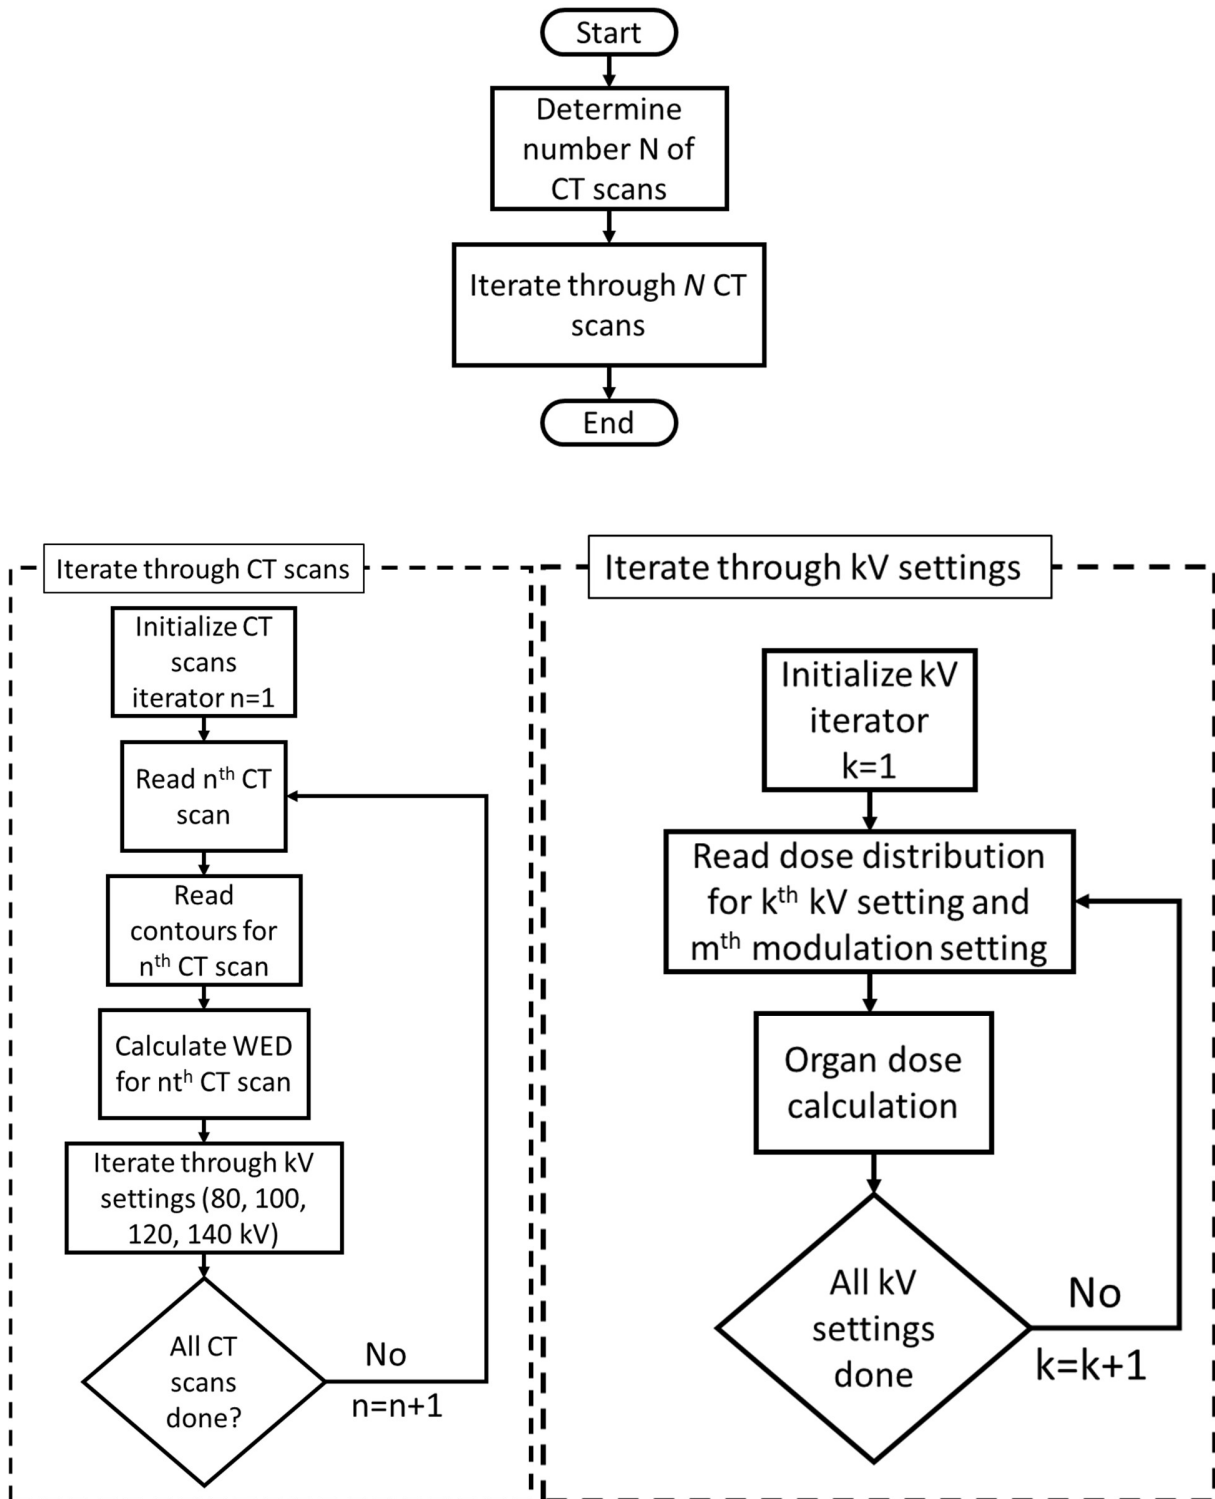 Start
Determine
number N of
CT scans
Iterate through N CT
scans
End
Iterate through CT scans
Initialize CT
scans
iterator n=1
Read nᵗʰ CT
scan
Read
contours for
nᵗʰ CT scan
Calculate WED
for ntʰ CT scan
Iterate through kV
settings (80, 100,
120, 140 kV)
All CT
scans
done?
No
n=n+1
Iterate through kV settings
Initialize kV
iterator
k=1
Read dose distribution
for kᵗʰ kV setting and
mᵗʰ modulation setting
Organ dose
calculation
All kV
settings
done
No
k=k+1